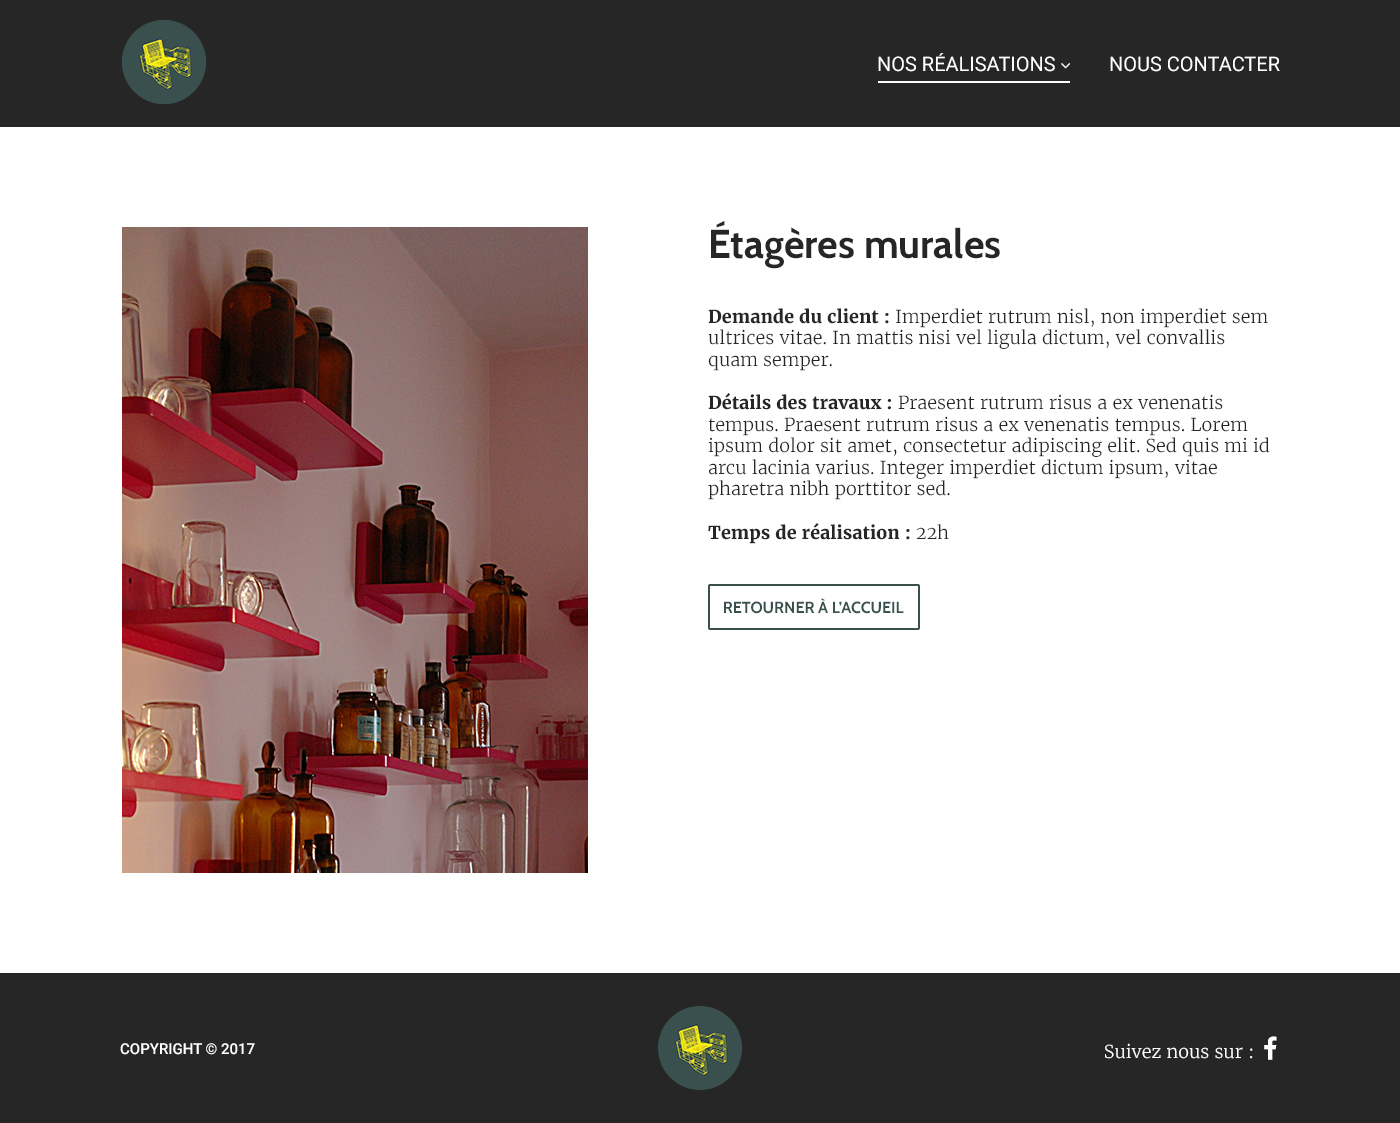 NOS RÉALISATIONS
NOUS CONTACTER
Étagères murales
Demande du client : Imperdiet rutrum nisl, non imperdiet sem
ultrices vitae. In mattis nisi vel ligula dictum, vel convallis
quam semper.
Détails des travaux : Praesent rutrum risus a ex venenatis
tempus. Praesent rutrum risus a ex venenatis tempus. Lorem
ipsum dolor sit amet, consectetur adipiscing elit. Sed quis mi id
arcu lacinia varius. Integer imperdiet dictum ipsum, vitae
pharetra nibh porttitor sed.
Temps de réalisation : 22h
RETOURNER À L'ACCUEIL
COPYRIGHT © 2017
Suivez nous sur :